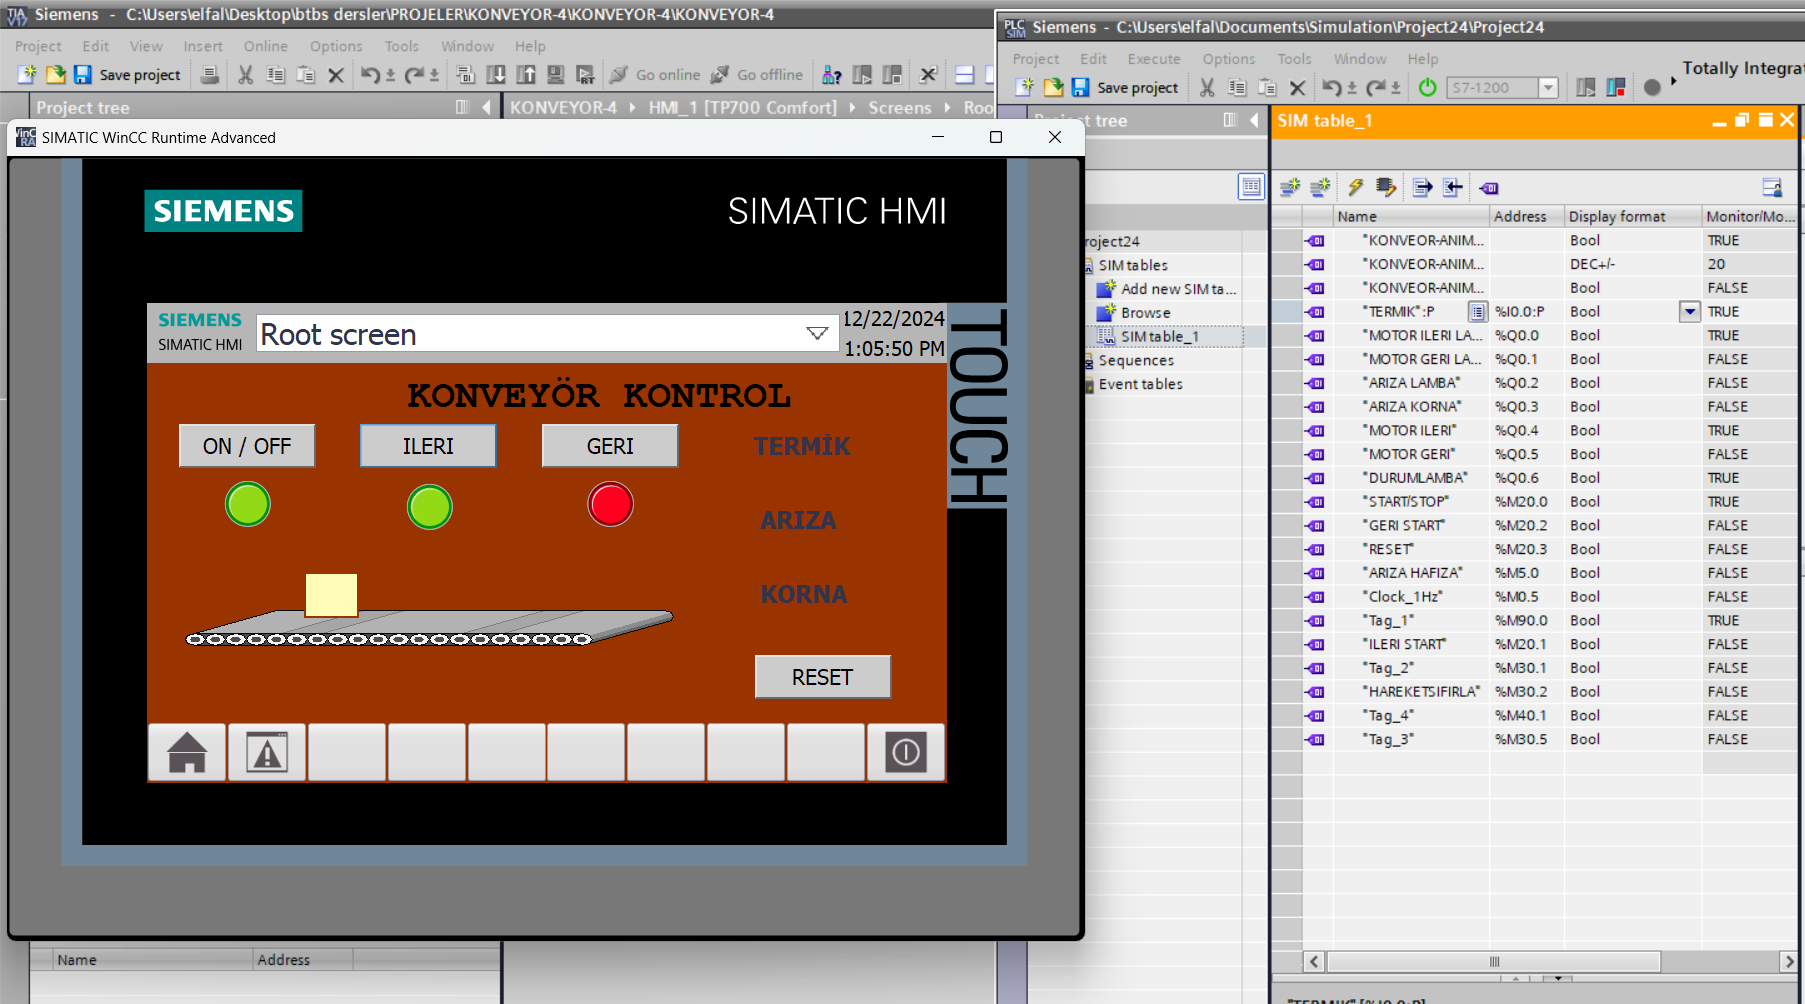 Siemens - C:\Users\elfal\Desktop\btbs dersler\PROJELER\KONVEYOR-4\KONVEYOR-4\KONVEYOR-4
Project Edit View Insert Online Options Tools Window Help
Save project Go online Go offline
Project tree
KONVEYOR-4 HMI_1 [TP700 Comfort] Screens Roo
SIMATIC WinCC Runtime Advanced
SIEMENS
SIMATIC HMI
TOUCH
SIEMENS
SIMATIC HMI
Root screen
12/22/2024
1:05:50 PM
KONVEYÖR KONTROL
ON / OFF ILERI GERI TERMİK
ARIZA
KORNA
RESET
Name Address
Siemens - C:\Users\elfal\Documents\Simulation\Project24\Project24
Project Edit Execute Options Tools Window Help
Totally Integra
Save project S7-1200
tree
roject24
SIM tables
Add new SIM ta...
Browse
SIM table_1
Sequences
Event tables
SIM table_1
Name Address Display format Monitor/Mo...
"KONVEOR-ANIM... Bool TRUE
"KONVEOR-ANIM... DEC+/- 20
"KONVEOR-ANIM... Bool FALSE
"TERMIK":P %I0.0:P Bool TRUE
"MOTOR ILERI LA... %Q0.0 Bool TRUE
"MOTOR GERI LA... %Q0.1 Bool FALSE
"ARIZA LAMBA" %Q0.2 Bool FALSE
"ARIZA KORNA" %Q0.3 Bool FALSE
"MOTOR ILERI" %Q0.4 Bool TRUE
"MOTOR GERI" %Q0.5 Bool FALSE
"DURUMLAMBA" %Q0.6 Bool TRUE
"START/STOP" %M20.0 Bool TRUE
"GERI START" %M20.2 Bool FALSE
"RESET" %M20.3 Bool FALSE
"ARIZA HAFIZA" %M5.0 Bool FALSE
"Clock_1Hz" %M0.5 Bool FALSE
"Tag_1" %M90.0 Bool TRUE
"ILERI START" %M20.1 Bool FALSE
"Tag_2" %M30.1 Bool FALSE
"HAREKETSIFIRLA" %M30.2 Bool FALSE
"Tag_4" %M40.1 Bool FALSE
"Tag_3" %M30.5 Bool FALSE
"TERMIK" [%I0.0:P]